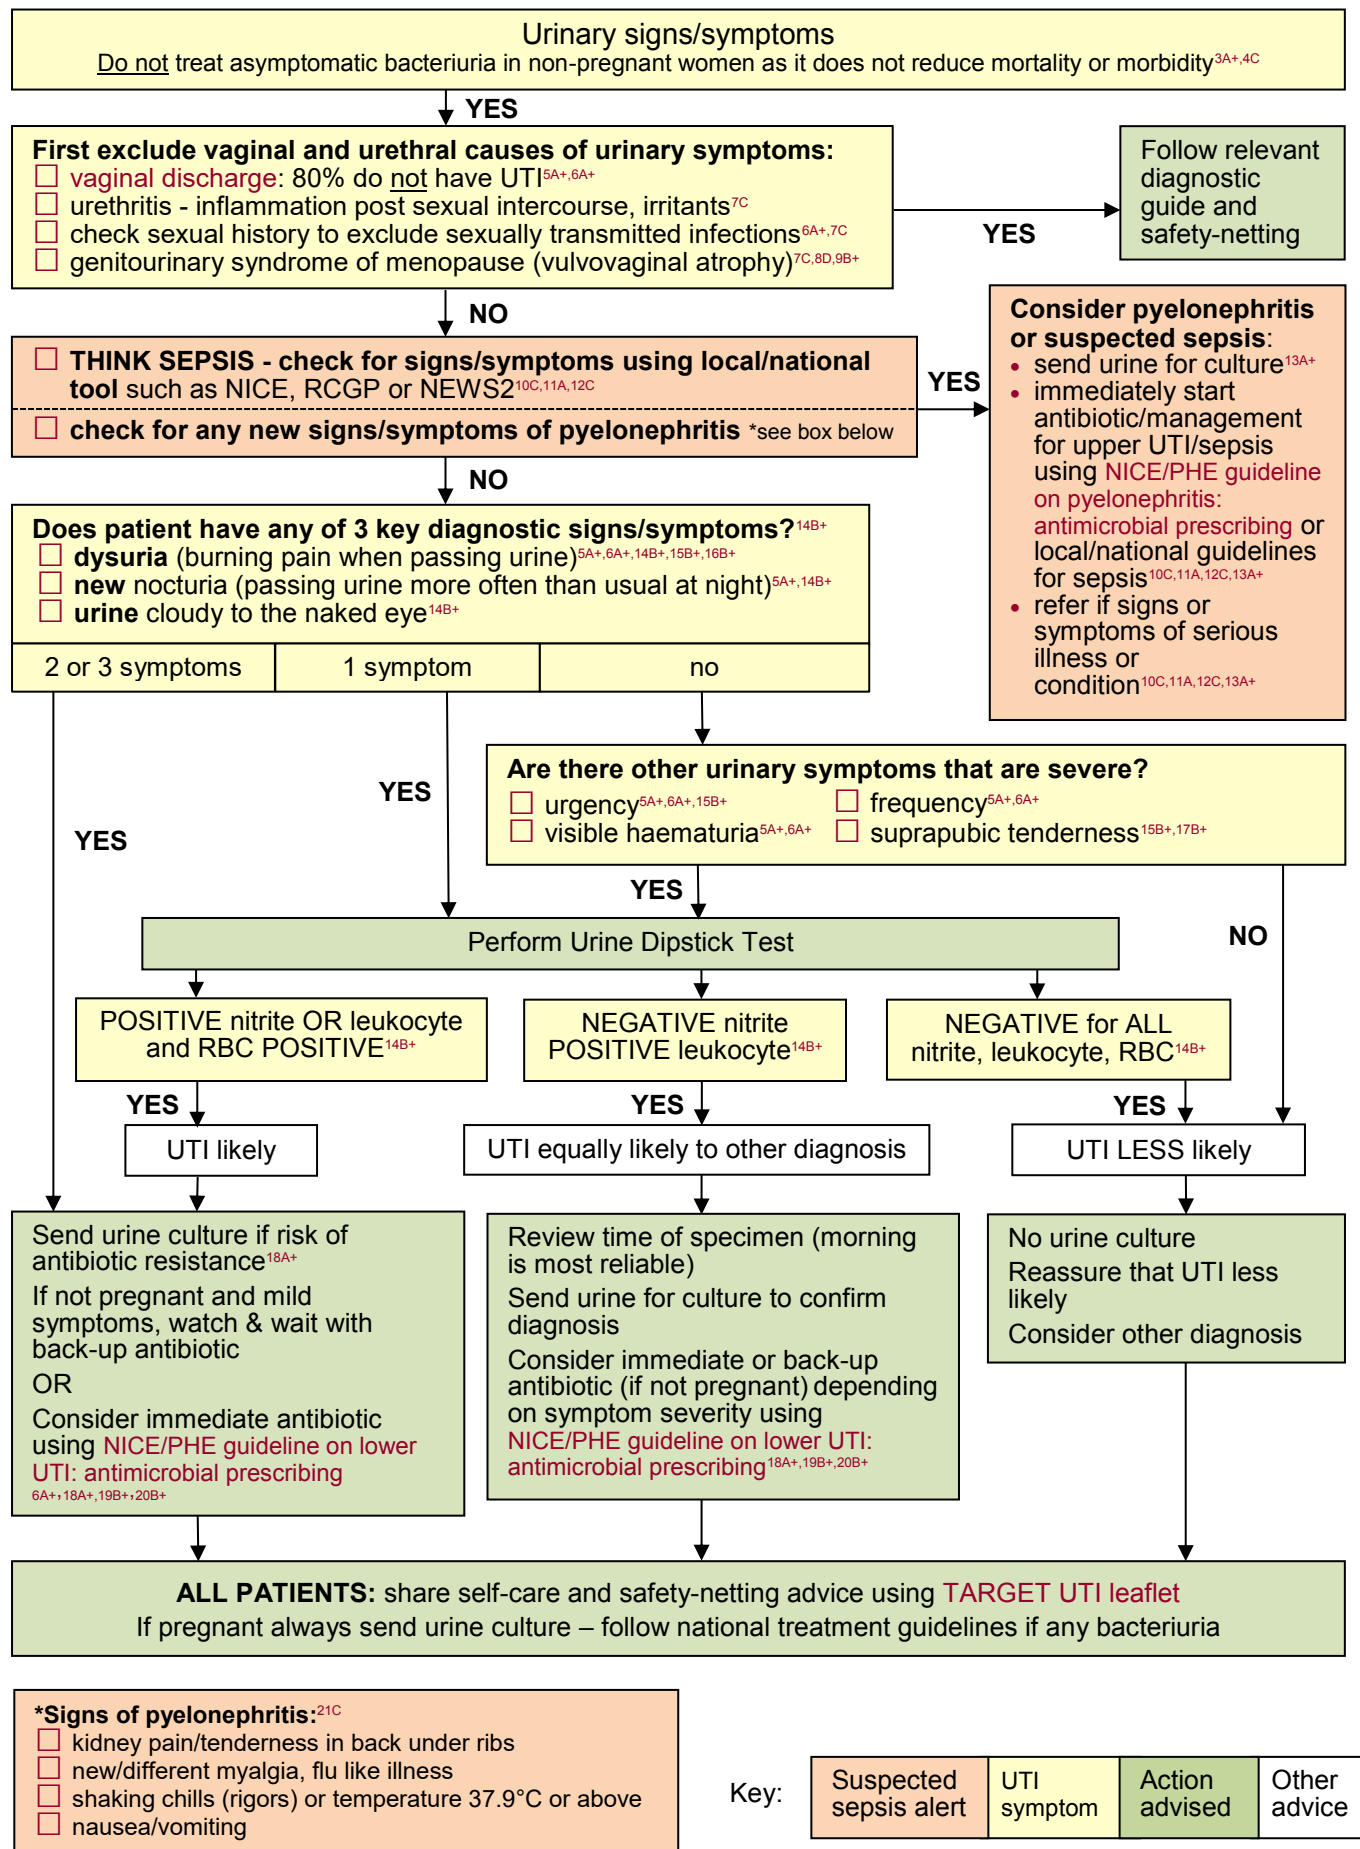 Urinary signs/symptoms
Do not treat asymptomatic bacteriuria in non-pregnant women as it does not reduce mortality or morbidity3A+,4C
YES
First exclude vaginal and urethral causes of urinary symptoms:
vaginal discharge: 80% do not have UTI5A+,6A+
urethritis - inflammation post sexual intercourse, irritants7C
check sexual history to exclude sexually transmitted infections6A+,7C
genitourinary syndrome of menopause (vulvovaginal atrophy)7C,8D,9B+
YES
Follow relevant
diagnostic
guide and
safety-netting
NO
THINK SEPSIS - check for signs/symptoms using local/national
tool such as NICE, RCGP or NEWS210C,11A,12C
check for any new signs/symptoms of pyelonephritis *see box below
YES
Consider pyelonephritis
or suspected sepsis:
• send urine for culture13A+
• immediately start
antibiotic/management
for upper UTI/sepsis
using NICE/PHE guideline
on pyelonephritis:
antimicrobial prescribing or
local/national guidelines
for sepsis10C,11A,12C,13A+
• refer if signs or
symptoms of serious
illness or
condition10C,11A,12C,13A+
NO
Does patient have any of 3 key diagnostic signs/symptoms?14B+
dysuria (burning pain when passing urine)5A+,6A+,14B+,15B+,16B+
new nocturia (passing urine more often than usual at night)5A+,14B+
urine cloudy to the naked eye14B+
2 or 3 symptoms
1 symptom
no
YES
YES
Are there other urinary symptoms that are severe?
urgency5A+,6A+,15B+
frequency5A+,6A+
visible haematuria5A+,6A+
suprapubic tenderness15B+,17B+
YES
NO
Perform Urine Dipstick Test
POSITIVE nitrite OR leukocyte
and RBC POSITIVE14B+
NEGATIVE nitrite
POSITIVE leukocyte14B+
NEGATIVE for ALL
nitrite, leukocyte, RBC14B+
YES
YES
YES
UTI likely
UTI equally likely to other diagnosis
UTI LESS likely
Send urine culture if risk of
antibiotic resistance18A+
If not pregnant and mild
symptoms, watch & wait with
back-up antibiotic
OR
Consider immediate antibiotic
using NICE/PHE guideline on lower
UTI: antimicrobial prescribing
6A+,18A+,19B+,20B+
Review time of specimen (morning
is most reliable)
Send urine for culture to confirm
diagnosis
Consider immediate or back-up
antibiotic (if not pregnant) depending
on symptom severity using
NICE/PHE guideline on lower UTI:
antimicrobial prescribing18A+,19B+,20B+
No urine culture
Reassure that UTI less
likely
Consider other diagnosis
ALL PATIENTS: share self-care and safety-netting advice using TARGET UTI leaflet
If pregnant always send urine culture – follow national treatment guidelines if any bacteriuria
*Signs of pyelonephritis:21C
kidney pain/tenderness in back under ribs
new/different myalgia, flu like illness
shaking chills (rigors) or temperature 37.9°C or above
nausea/vomiting
Key:
Suspected
sepsis alert
UTI
symptom
Action
advised
Other
advice